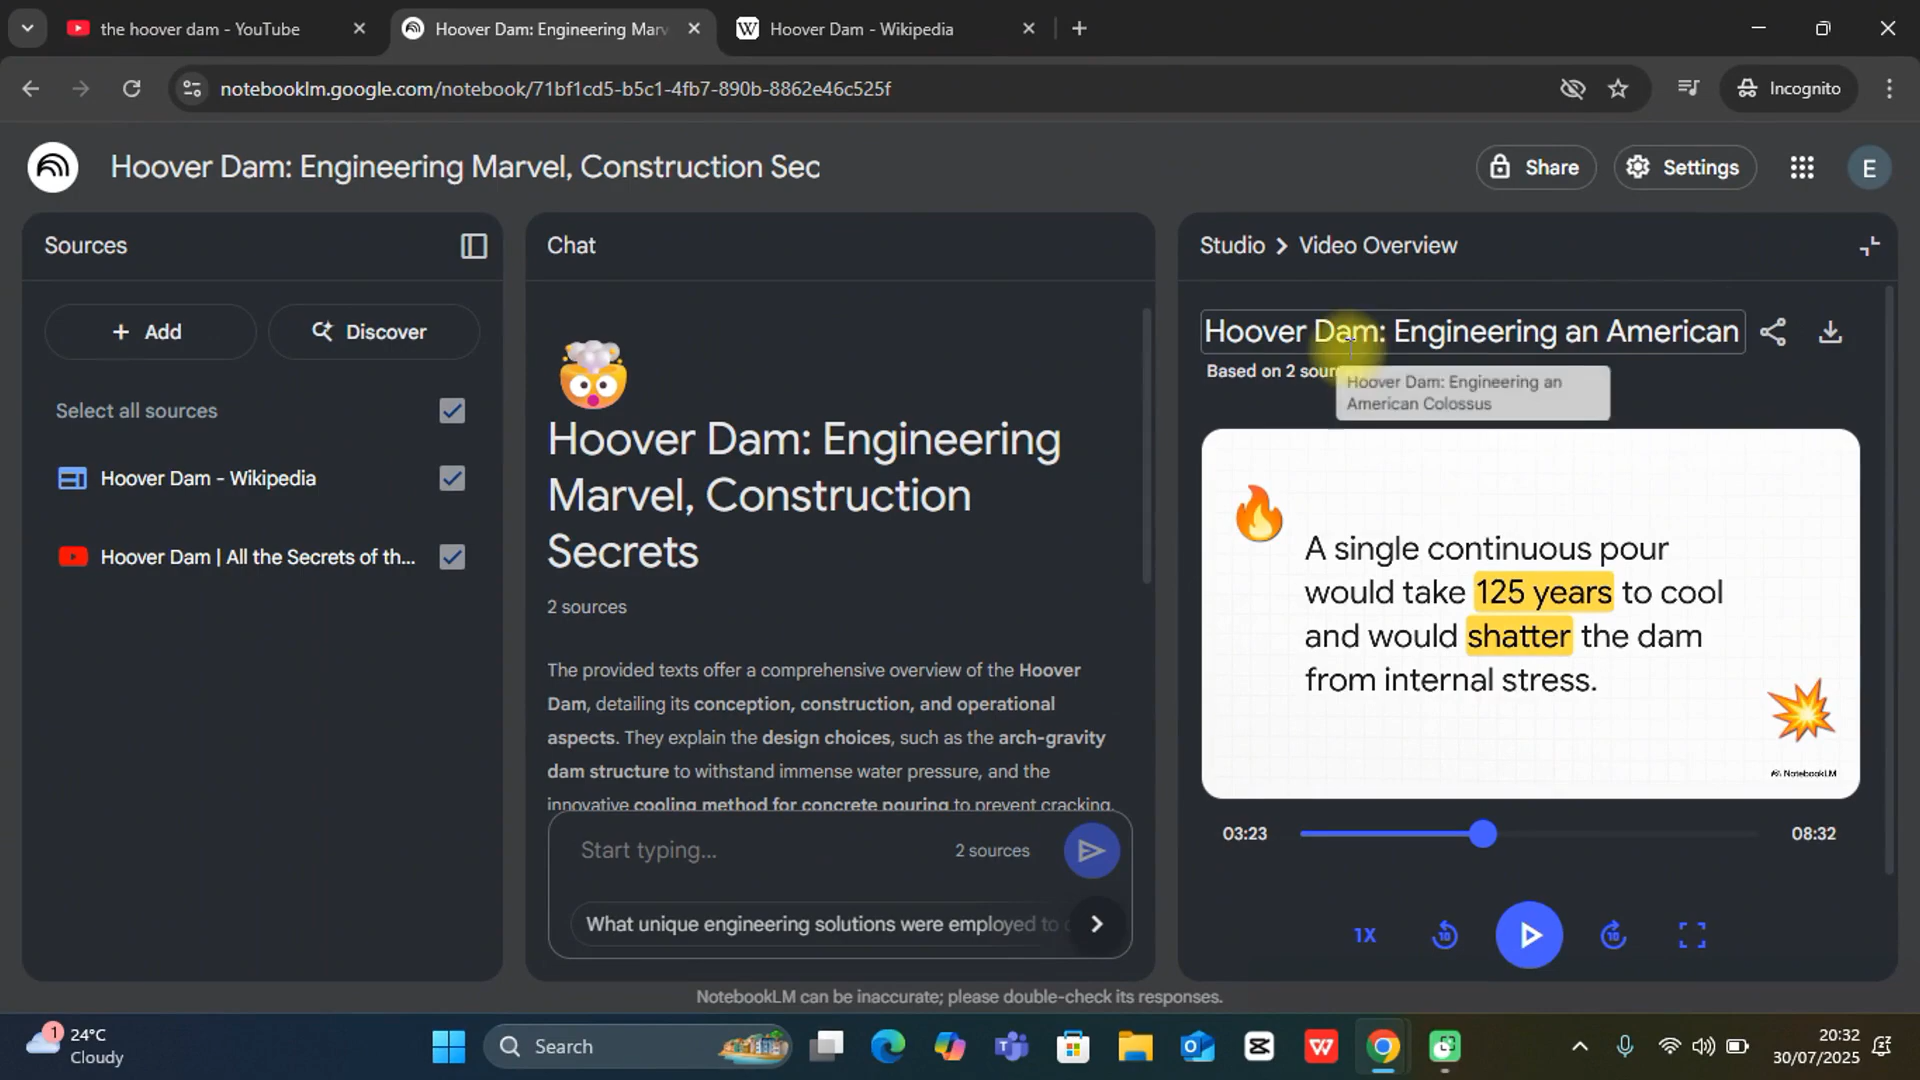 the hoover dam - YouTube
Hoover Dam: Engineering Marv
Hoover Dam - Wikipedia
notebooklm.google.com/notebook/71bf1cd5-b5c1-4fb7-890b-8862e46c525f
Incognito
Hoover Dam: Engineering Marvel, Construction Sec
Share
Settings
E
Sources
Add
Discover
Select all sources
Hoover Dam - Wikipedia
Hoover Dam | All the Secrets of th...
Chat
Hoover Dam: Engineering
Marvel, Construction
Secrets
2 sources
The provided texts offer a comprehensive overview of the Hoover
Dam, detailing its conception, construction, and operational
aspects. They explain the design choices, such as the arch-gravity
dam structure to withstand immense water pressure, and the
innovative cooling method for concrete pouring to prevent cracking.
Start typing...
2 sources
What unique engineering solutions were employed to
NotebookLM can be inaccurate; please double-check its responses.
Studio > Video Overview
Hoover Dam: Engineering an American
Based on 2 sour
Hoover Dam: Engineering an
American Colossus
A single continuous pour
would take 125 years to cool
and would shatter the dam
from internal stress.
NotebookLM
03:23
08:32
1X
10
10
1
24°C
Cloudy
Search
20:32
30/07/2025